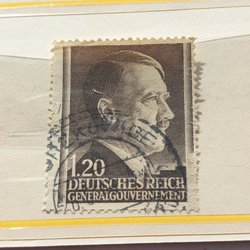 1.20
DEUTSCHES REICH
GENERALGOUVERNEMENT